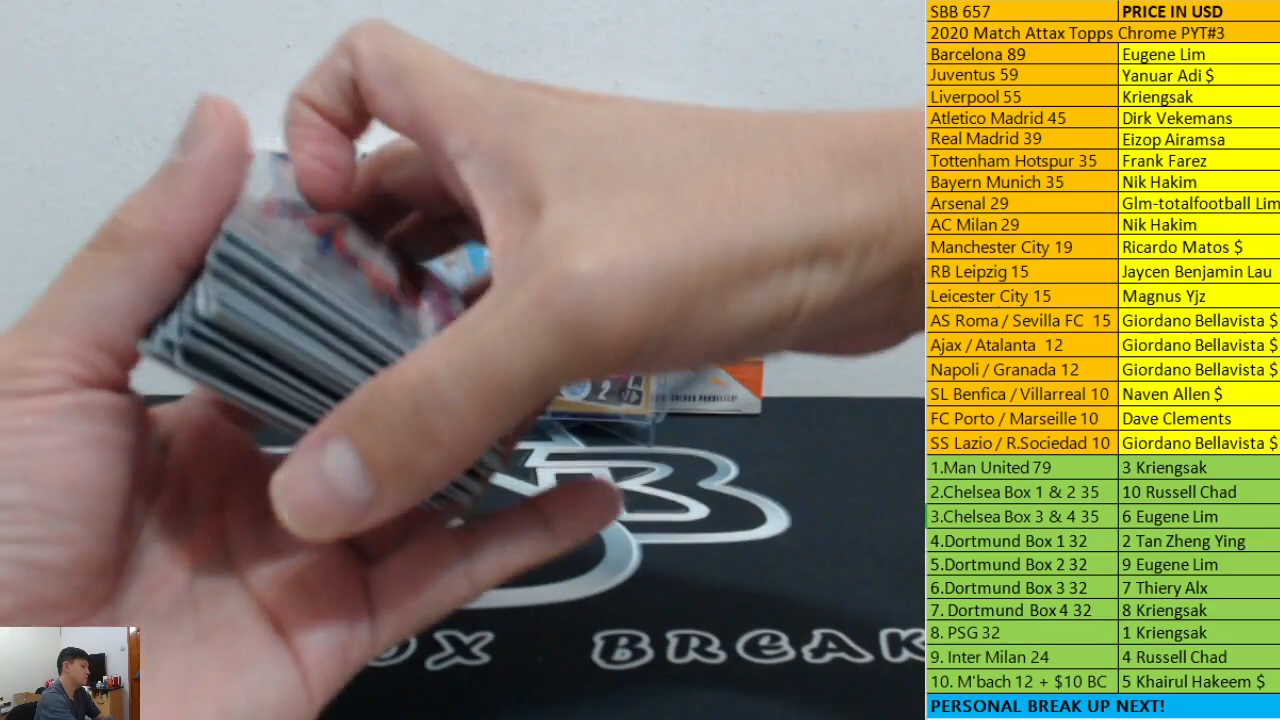 SBB 657 PRICE IN USD
2020 Match Attax Topps Chrome PYT#3
Barcelona 89 Eugene Lim
Juventus 59 Yanuar Adi $
Liverpool 55 Kriengsak
Atletico Madrid 45 Dirk Vekemans
Real Madrid 39 Eizop Airamsa
Tottenham Hotspur 35 Frank Farez
Bayern Munich 35 Nik Hakim
Arsenal 29 Glm-totalfootball Lim
AC Milan 29 Nik Hakim
Manchester City 19 Ricardo Matos $
RB Leipzig 15 Jaycen Benjamin Lau
Leicester City 15 Magnus Yjz
AS Roma / Sevilla FC 15 Giordano Bellavista $
Ajax / Atalanta 12 Giordano Bellavista $
Napoli / Granada 12 Giordano Bellavista $
SL Benfica / Villarreal 10 Naven Allen $
FC Porto / Marseille 10 Dave Clements
SS Lazio / R.Sociedad 10 Giordano Bellavista $
1.Man United 79 3 Kriengsak
2.Chelsea Box 1 & 2 35 10 Russell Chad
3.Chelsea Box 3 & 4 35 6 Eugene Lim
4.Dortmund Box 1 32 2 Tan Zheng Ying
5.Dortmund Box 2 32 9 Eugene Lim
6.Dortmund Box 3 32 7 Thiery Alx
7. Dortmund Box 4 32 8 Kriengsak
8. PSG 32 1 Kriengsak
9. Inter Milan 24 4 Russell Chad
10. M'bach 12 + $10 BC 5 Khairul Hakeem $
PERSONAL BREAK UP NEXT!
2
OX BREAK